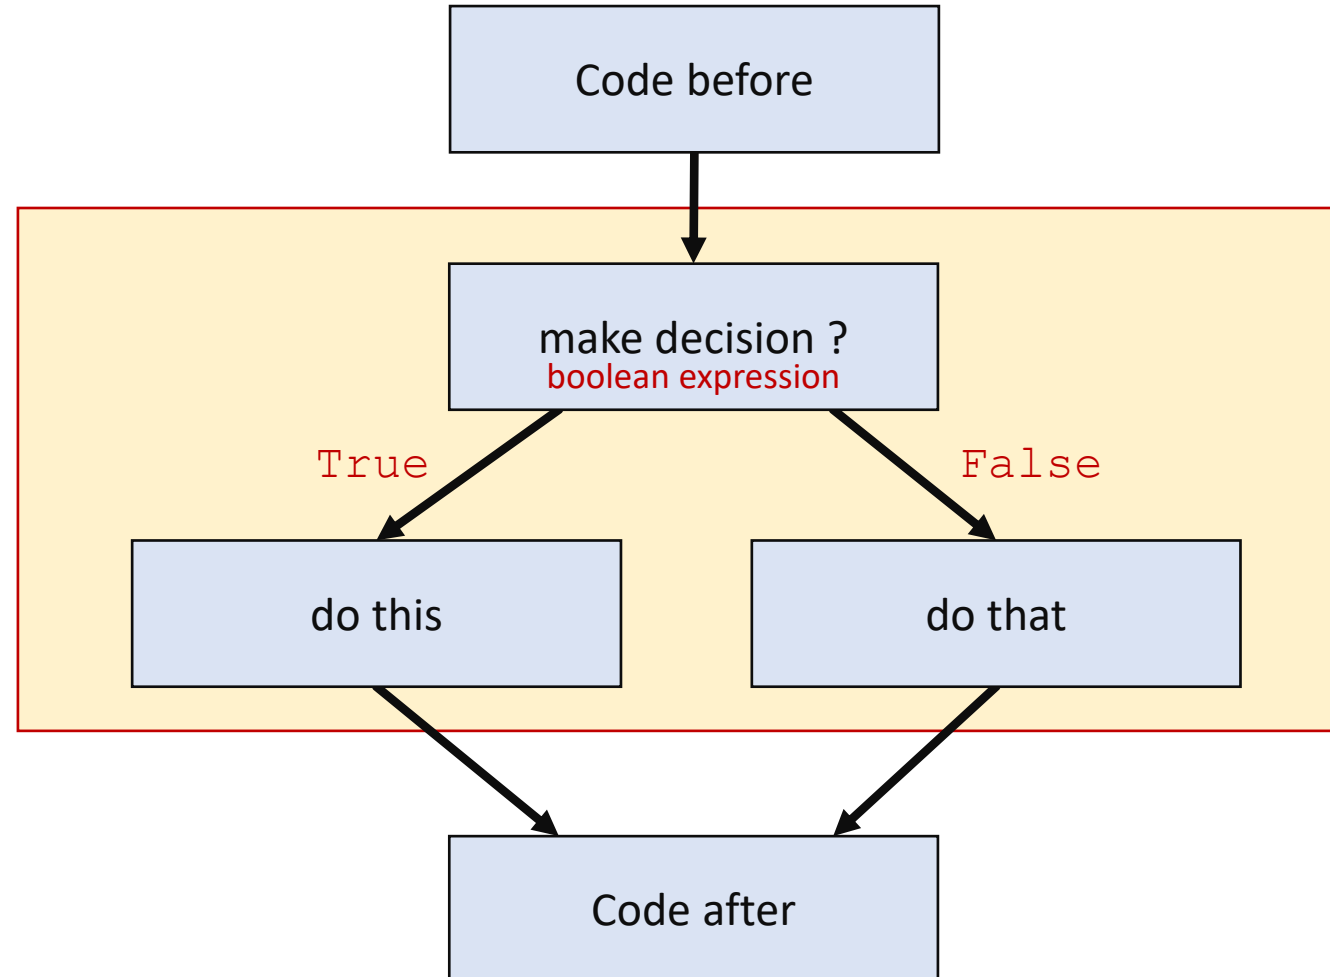 Code before
make decision ?
boolean expression
True
False
do this
do that
Code after